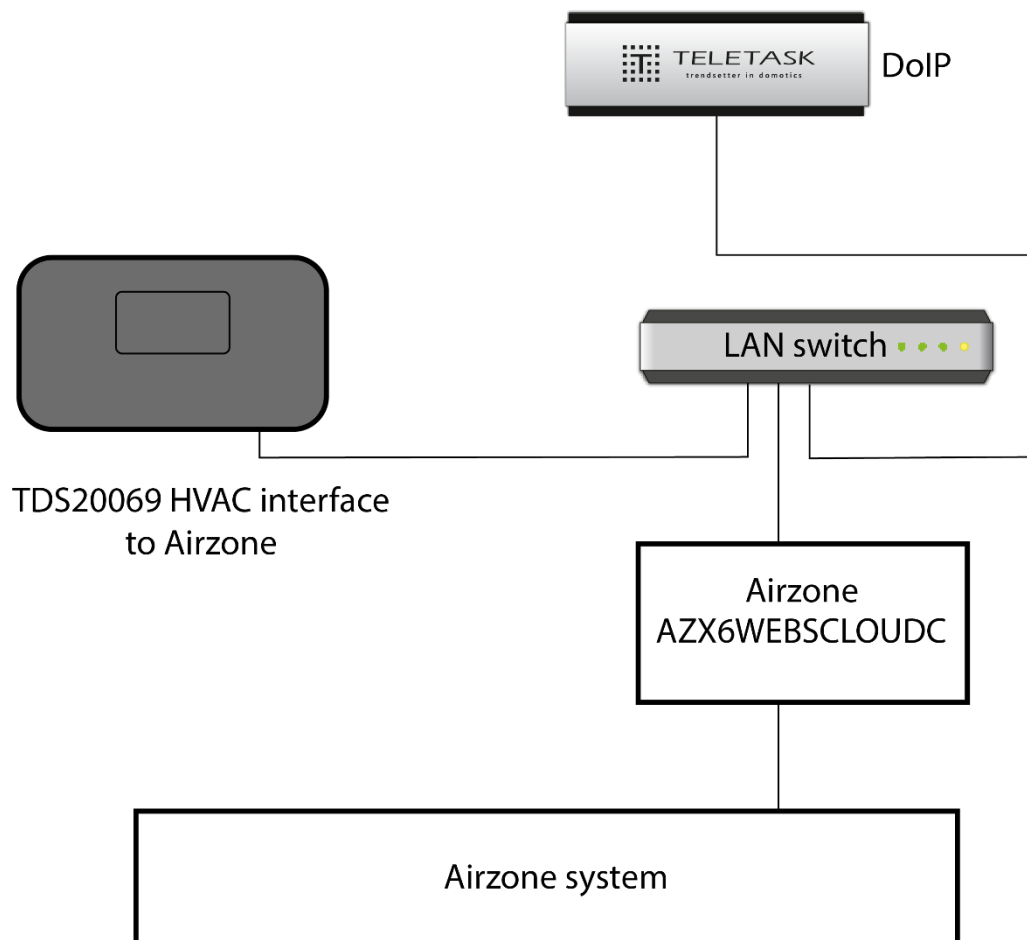 TELETASK
trendsetter in domotics
DoIP
LAN switch
TDS20069 HVAC interface
to Airzone
Airzone
AZX6WEBSCLOUDC
Airzone system